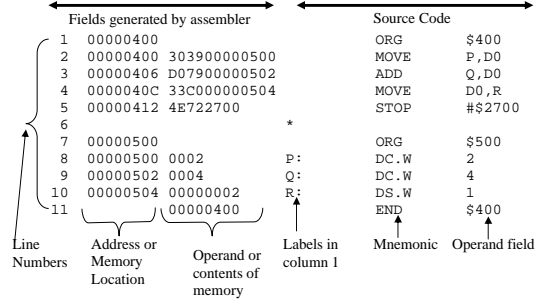 Fields generated by assembler Source Code
1 00000400 ORG $400
2 00000400 303900000500 MOVE P,D0
3 00000406 D07900000502 ADD Q,D0
4 0000040C 33C000000504 MOVE D0,R
5 00000412 4E722700 STOP #$2700
6 *
7 00000500 ORG $500
8 00000500 0002 P: DC.W 2
9 00000502 0004 Q: DC.W 4
10 00000504 00000002 R: DS.W 1
11 00000400 END $400
Line Numbers
Address or Memory Location
Operand or contents of memory
Labels in column 1
Mnemonic
Operand field